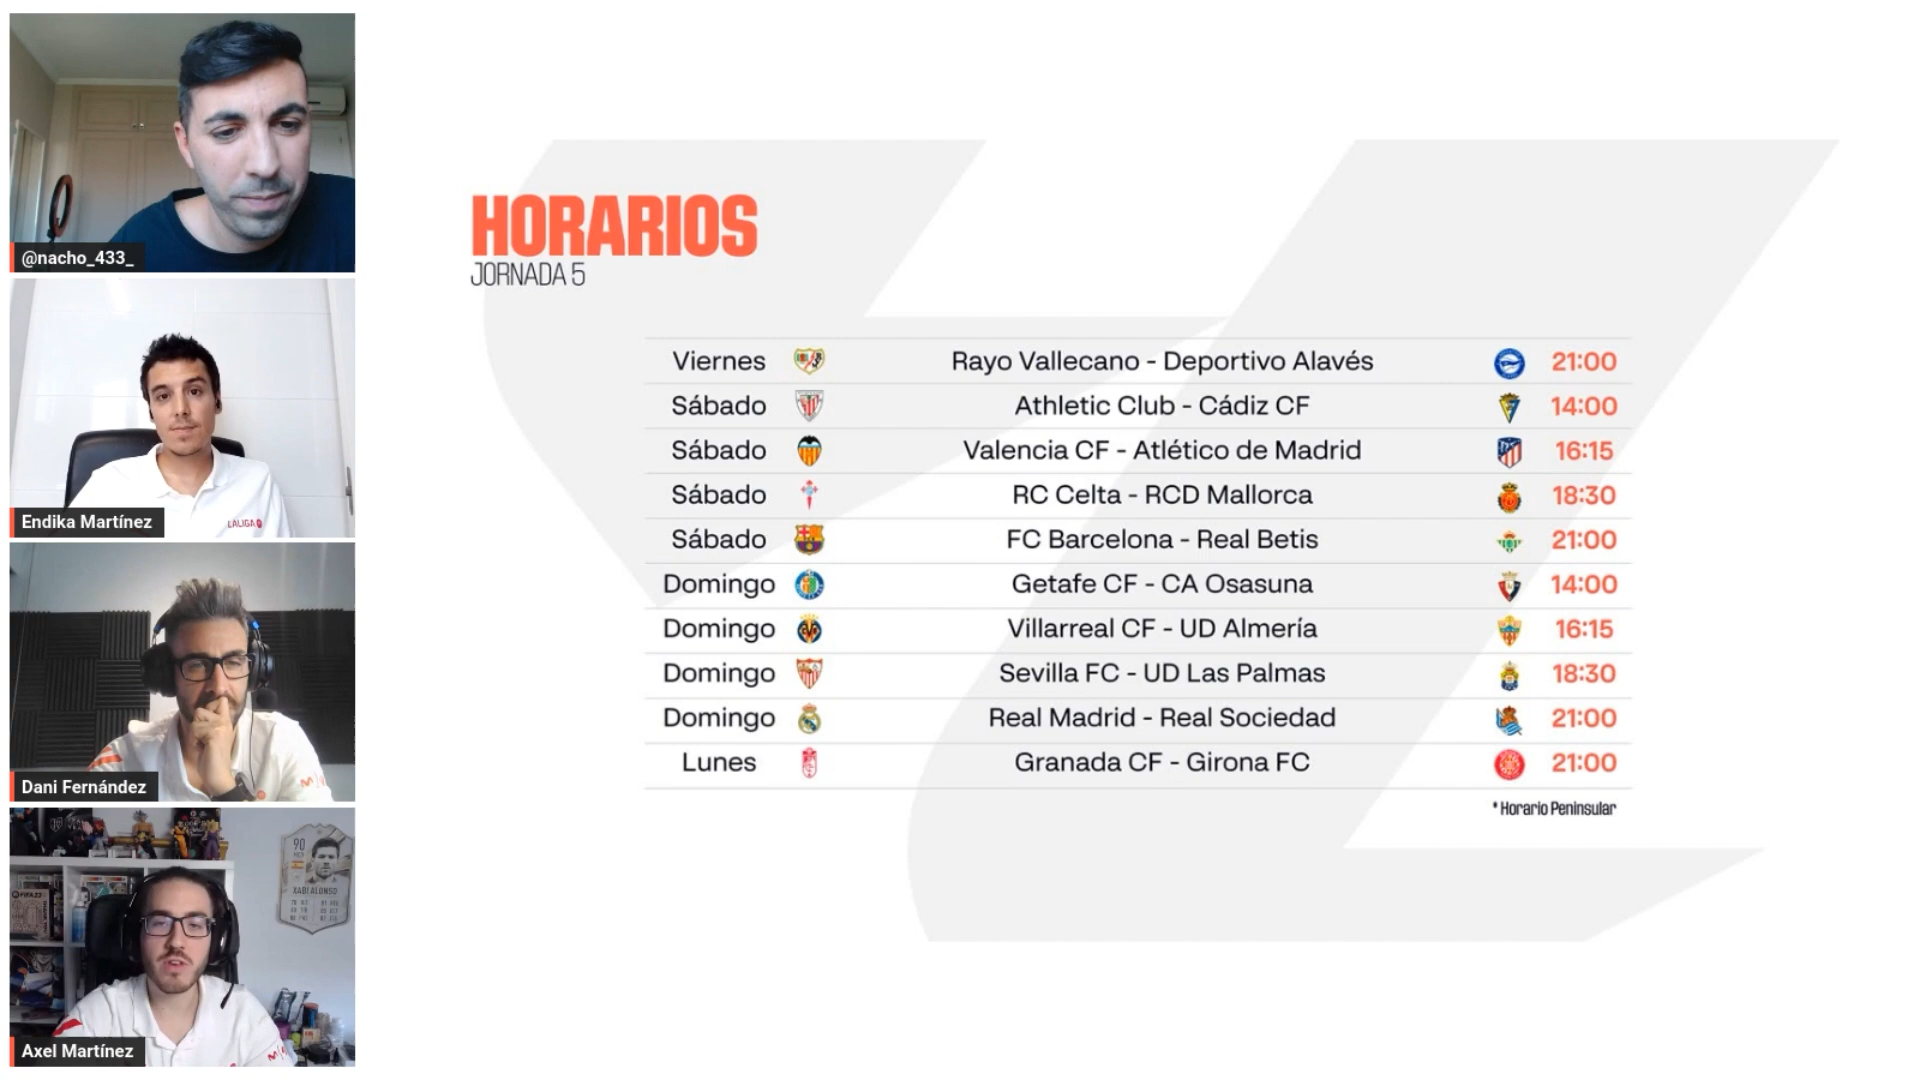 @nacho_433_
Endika Martínez
LALIGA
Dani Fernández
90
XABI ALONSO
Axel Martínez
HORARIOS
JORNADA 5
Viernes Rayo Vallecano - Deportivo Alavés 21:00
Sábado Athletic Club - Cádiz CF 14:00
Sábado Valencia CF - Atlético de Madrid 16:15
Sábado RC Celta - RCD Mallorca 18:30
Sábado FC Barcelona - Real Betis 21:00
Domingo Getafe CF - CA Osasuna 14:00
Domingo Villarreal CF - UD Almería 16:15
Domingo Sevilla FC - UD Las Palmas 18:30
Domingo Real Madrid - Real Sociedad 21:00
Lunes Granada CF - Girona FC 21:00
* Horario Peninsular